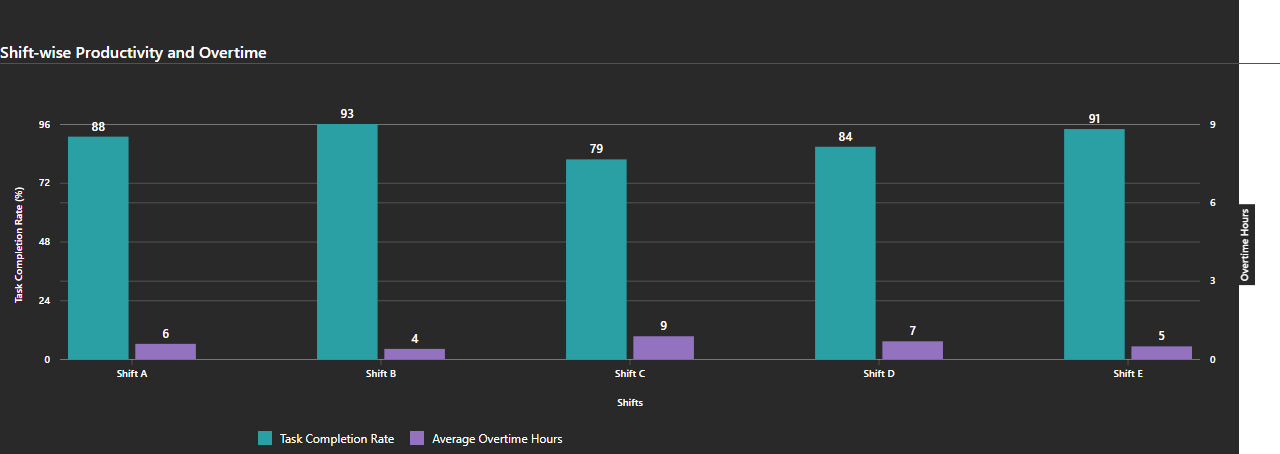 Shift-wise Productivity and Overtime
93
91
88
84
79
96
72
48
24
0
Task Completion Rate (%)
6
4
9
7
5
9
6
3
0
Overtime Hours
Shift A
Shift B
Shift C
Shift D
Shift E
Shifts
Task Completion Rate
Average Overtime Hours